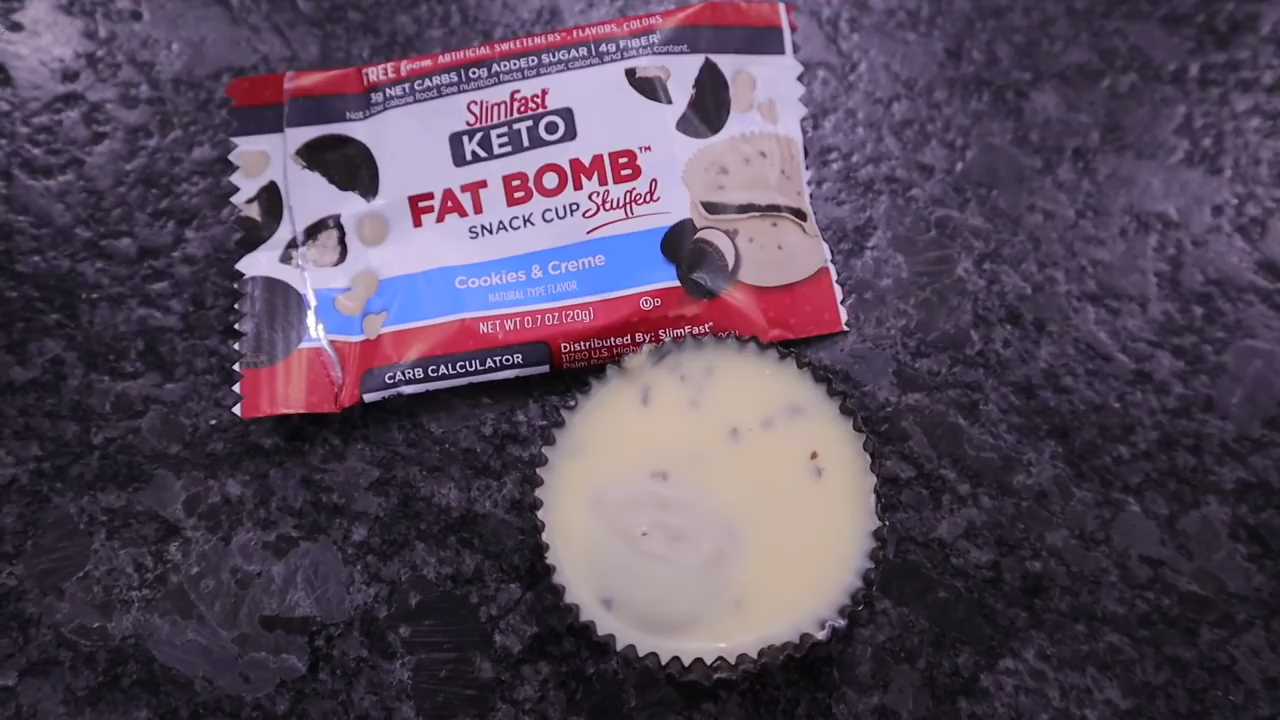 FREE from ARTIFICIAL SWEETENERS**, FLAVORS, COLORS
3g NET CARBS | 0g ADDED SUGAR | 4g FIBER
Not a low calorie food. See nutrition facts for sugar, calorie, and sat fat content.
SlimFast®
KETO
FAT BOMB™
SNACK CUP Stuffed
Cookies & Creme
NATURAL TYPE FLAVOR
NET WT 0.7 OZ (20g)
U D
CARB CALCULATOR
Distributed By: SlimFast®
11780 U.S. Highway
Palm